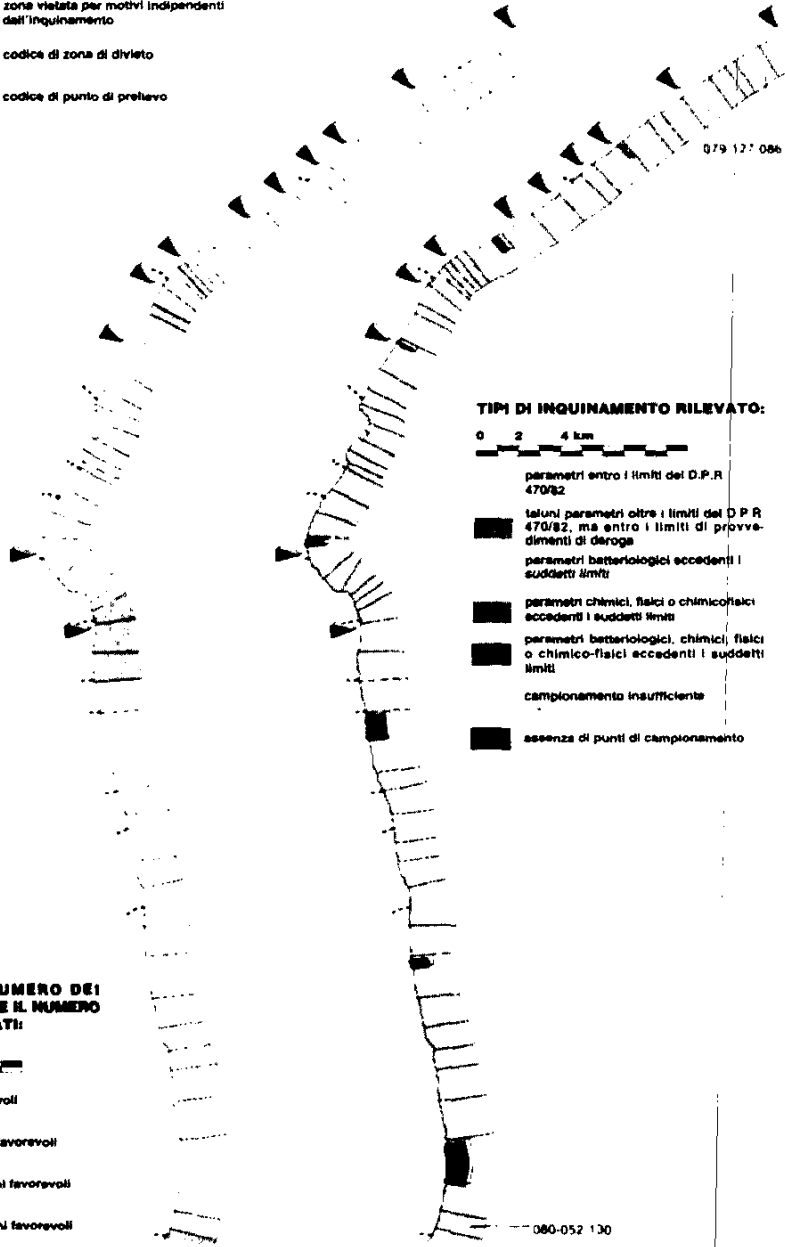 zona vietata per motivi indipendenti
dall'inquinamento
codice di zona di divieto
codice di punto di prelievo
079 127 086
TIPI DI INQUINAMENTO RILEVATO:
0 2 4 km
parametri entro i limiti del D.P.R
470/82
taluni parametri oltre i limiti del D P R
470/82, ma entro i limiti di provve-
dimenti di deroga
parametri batteriologici eccedenti i
suddetti limiti
parametri chimici, fisici o chimicofisici
eccedenti i suddetti limiti
parametri batteriologici, chimici, fisici
o chimico-fisici eccedenti i suddetti
limiti
campionamento insufficiente
assenza di punti di campionamento
UMERO DEI
E IL NUMERO
ATI:
voli
favorevoli
ni favorevoli
ni favorevoli
080-052 130